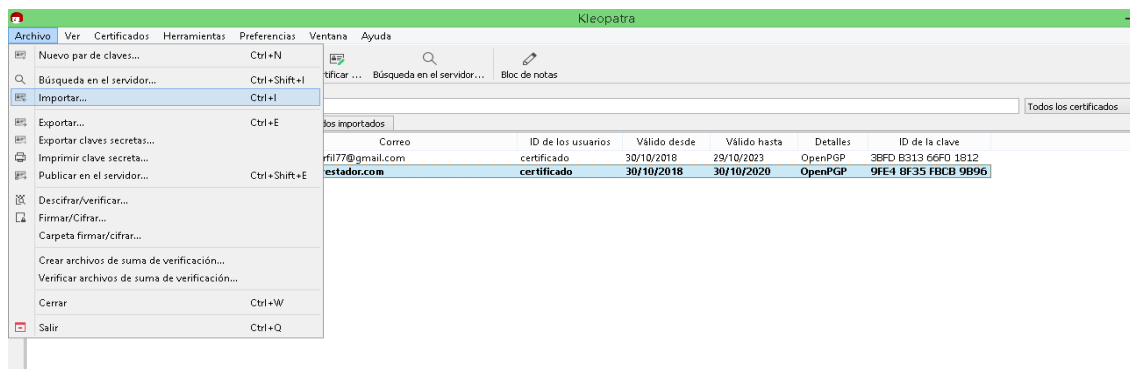 Kleopatra
Archivo Ver Certificados Herramientas Preferencias Ventana Ayuda
Nuevo par de claves... Ctrl+N
Búsqueda en el servidor... Ctrl+Shift+I
Importar... Ctrl+I
Exportar... Ctrl+E
Exportar claves secretas...
Imprimir clave secreta...
Publicar en el servidor... Ctrl+Shift+E
Descifrar/verificar...
Firmar/Cifrar...
Carpeta firmar/cifrar...
Crear archivos de suma de verificación...
Verificar archivos de suma de verificación...
Cerrar Ctrl+W
Salir Ctrl+Q
tificar ... Búsqueda en el servidor... Bloc de notas
Todos los certificados
dos importados
Correo ID de los usuarios Válido desde Válido hasta Detalles ID de la clave
rfil77@gmail.com certificado 30/10/2018 29/10/2023 OpenPGP 3BFD B313 66F0 1812
restador.com certificado 30/10/2018 30/10/2020 OpenPGP 9FE4 8F35 FBCB 9B96